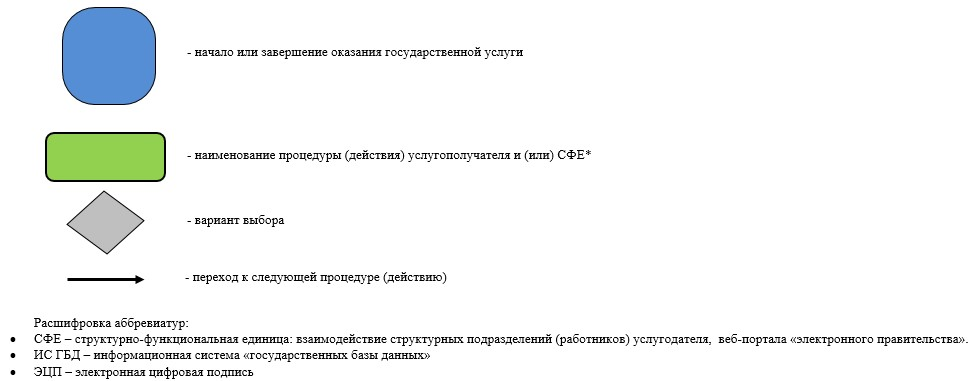 - начало или завершение оказания государственной услуги
- наименование процедуры (действия) услугополучателя и (или) СФЕ*
- вариант выбора
- переход к следующей процедуре (действию)
Расшифровка аббревиатур:
• СФЕ – структурно-функциональная единица: взаимодействие структурных подразделений (работников) услугодателя, веб-портала «электронного правительства».
• ИС ГБД – информационная система «государственных базы данных»
• ЭЦП – электронная цифровая подпись